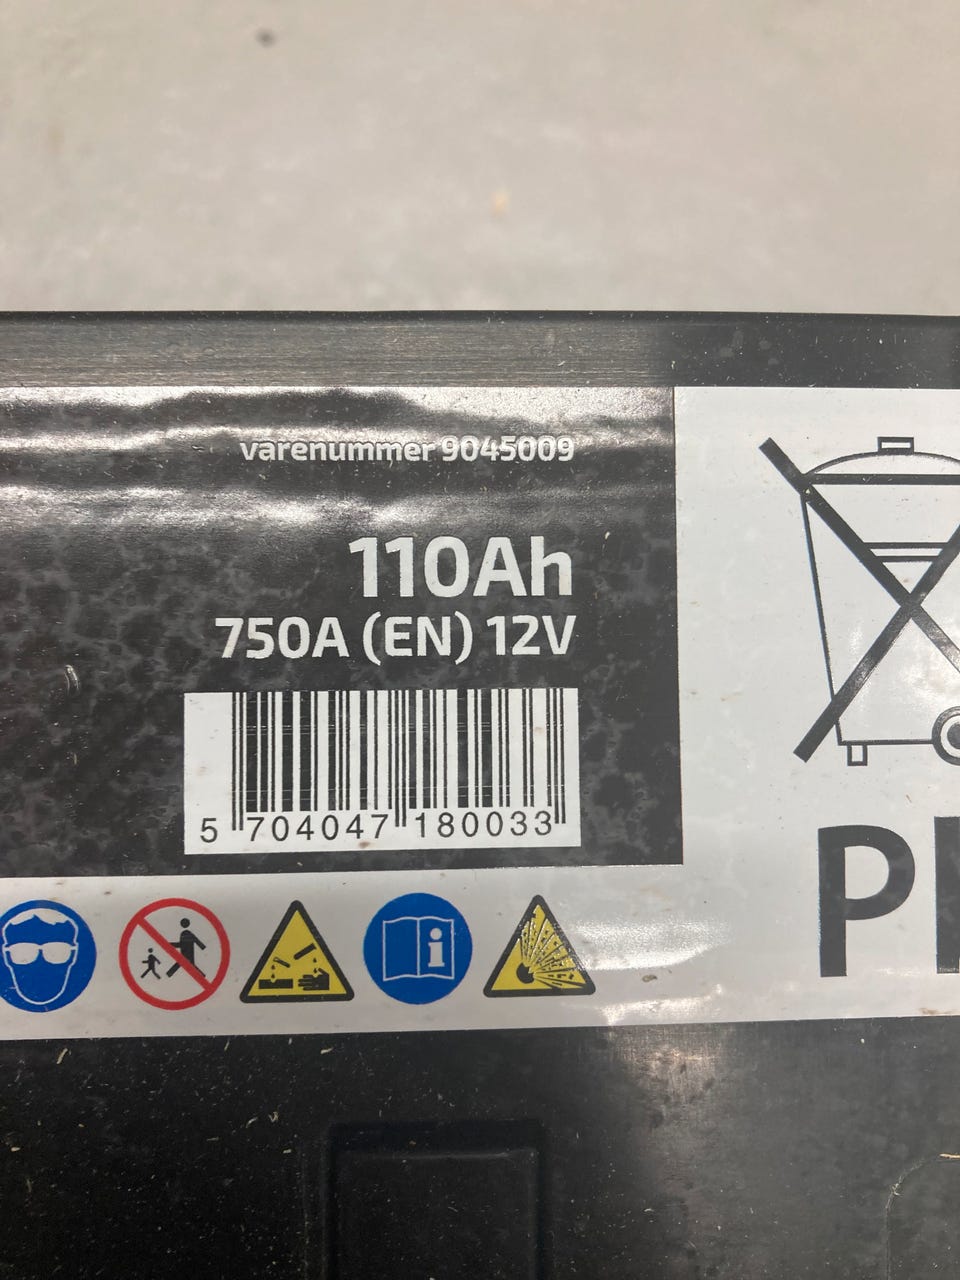 varenummer 9045009
110Ah
750A (EN) 12V
5 704047 180033